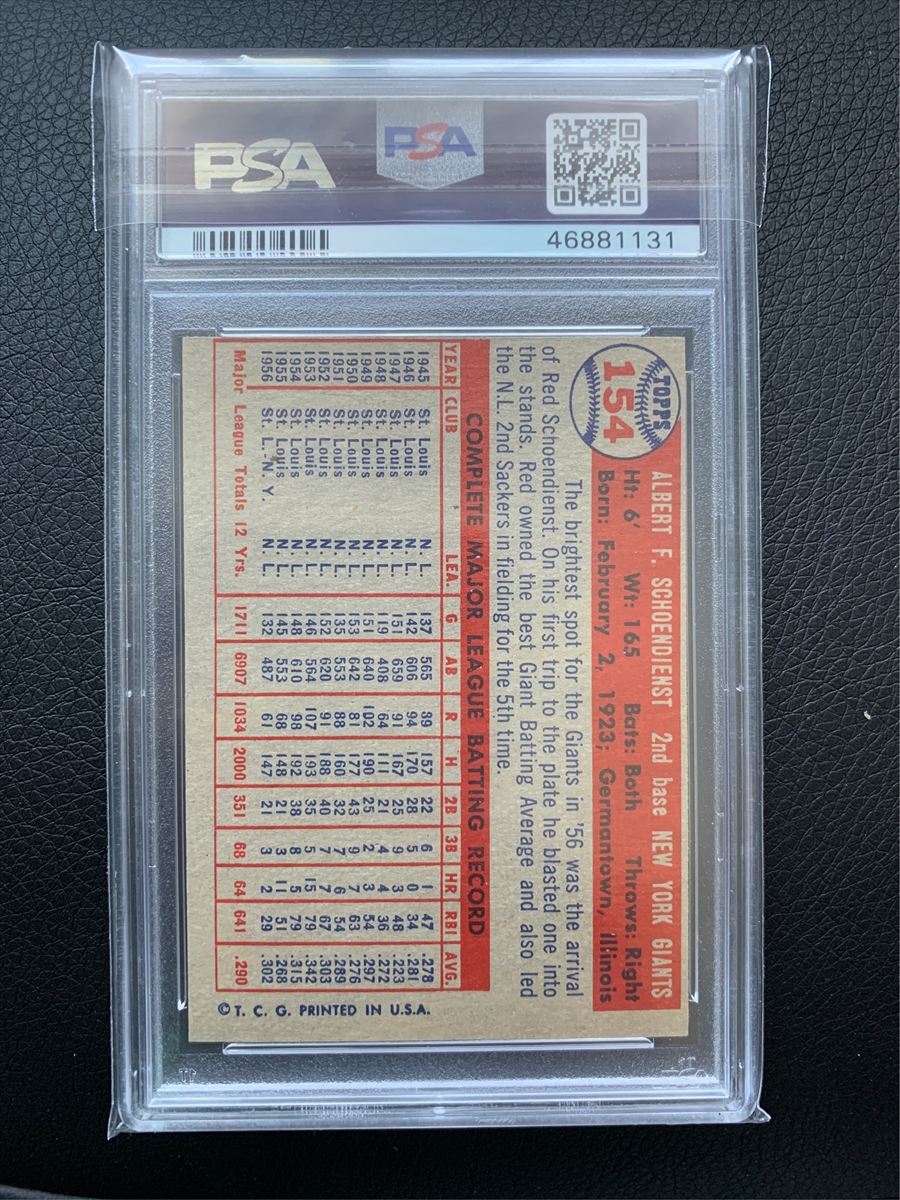 PSA
PSA
46881131
TOPPS
154
ALBERT F. SCHOENDIENST 2nd base NEW YORK GIANTS
Ht: 6' Wt: 165 Bats: Both Throws: Right
Born: February 2, 1923; Germantown, Illinois
The brightest spot for the Giants in '56 was the arrival
of Red Schoendienst. On his first trip to the plate he blasted one into
the stands. Red owned the best Giant Batting Average and also led
the N.L. 2nd Sackers in fielding for the 5th time.
COMPLETE MAJOR LEAGUE BATTING RECORD
YEAR CLUB LEA. G AB R H 2B 3B HR RBI AVG.
1945 St. Louis N. L. 137 565 89 157 22 6 1 47 .278
1946 St. Louis N. L. 142 606 94 170 28 5 0 34 .281
1947 St. Louis N. L. 151 659 91 167 25 9 3 48 .223
1948 St. Louis N. L. 119 408 64 111 21 4 4 36 .272
1949 St. Louis N. L. 151 640 102 190 25 2 3 54 .297
1950 St. Louis N. L. 153 642 81 177 43 9 7 63 .276
1951 St. Louis N. L. 135 553 88 160 32 7 6 54 .289
1952 St. Louis N. L. 152 620 91 188 40 7 7 67 .303
1953 St. Louis N. L. 146 564 107 193 35 5 15 79 .342
1954 St. Louis N. L. 148 610 98 192 38 8 5 79 .315
1955 St. Louis N. L. 145 553 68 148 21 3 11 51 .268
1956 St. L.-N. Y. N. L. 132 487 61 147 21 3 2 29 .302
Major League Totals 12 Yrs. 1711 6907 1034 2000 351 68 64 641 .290
© T. C. G. PRINTED IN U.S.A.